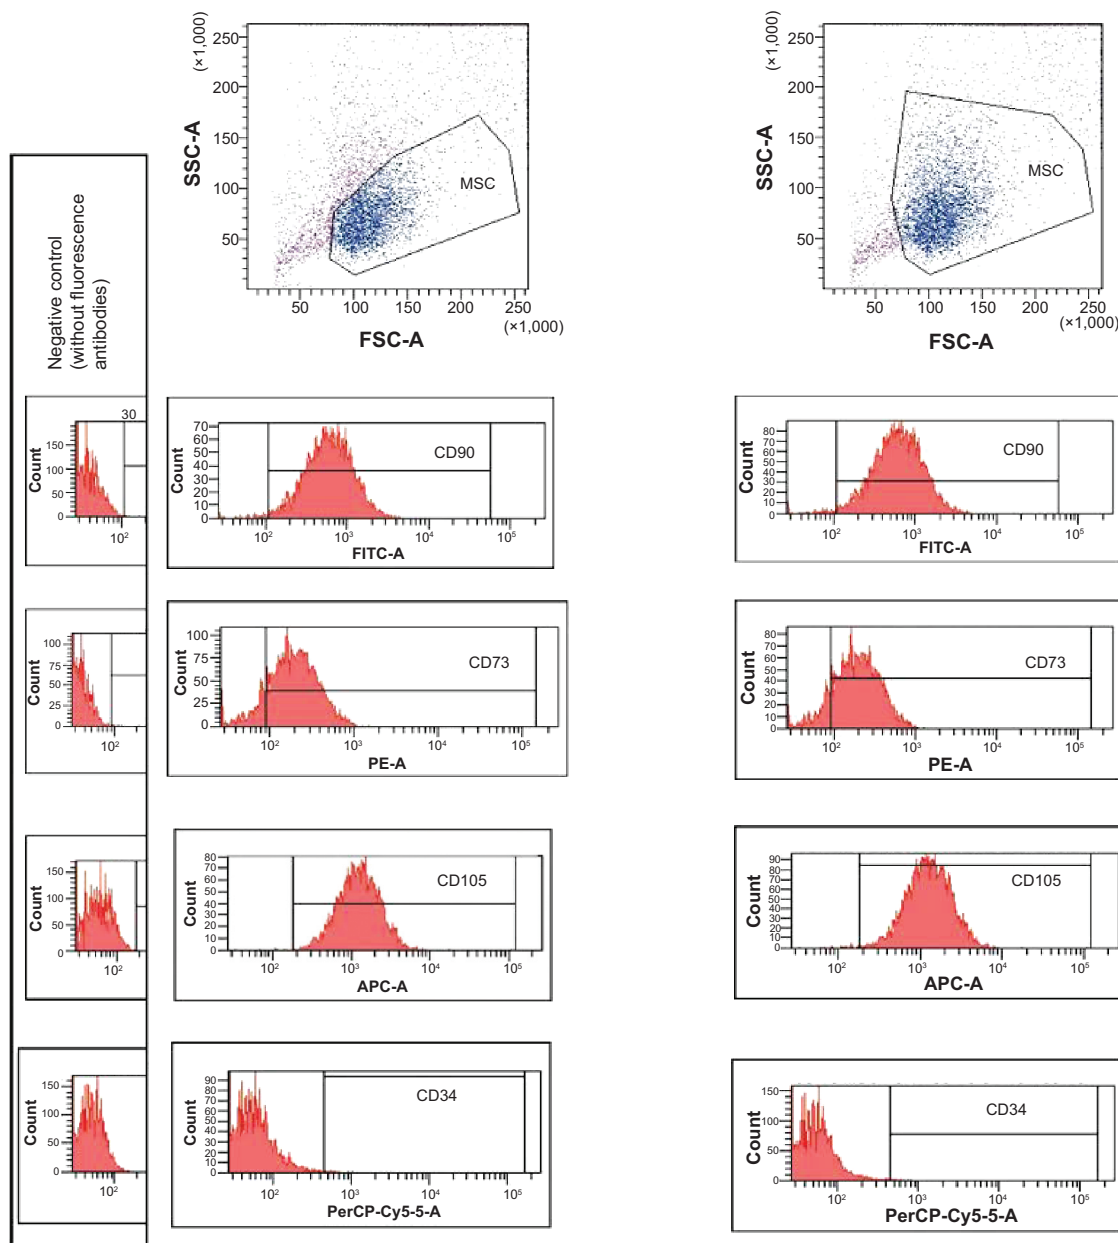 (×1,000)
250
200
150
100
50
SSC-A
MSC
50
100
150
200
250
(×1,000)
FSC-A
(×1,000)
250
200
150
100
50
SSC-A
MSC
50
100
150
200
250
(×1,000)
FSC-A
Negative control
(without fluorescence
antibodies)
30
150
100
50
0
Count
10²
70
60
50
40
30
20
10
0
Count
CD90
10² 10³ 10⁴ 10⁵
FITC-A
80
70
60
50
40
30
20
10
0
Count
CD90
10² 10³ 10⁴ 10⁵
FITC-A
100
75
50
25
0
Count
10²
100
75
50
25
0
Count
CD73
10² 10³ 10⁴ 10⁵
PE-A
80
70
60
50
40
30
20
10
0
Count
CD73
10² 10³ 10⁴ 10⁵
PE-A
150
100
50
0
Count
10²
80
70
60
50
40
30
20
10
0
Count
CD105
10² 10³ 10⁴ 10⁵
APC-A
90
80
70
60
50
40
30
20
10
0
Count
CD105
10² 10³ 10⁴ 10⁵
APC-A
150
100
50
0
Count
10²
90
80
70
60
50
40
30
20
10
0
Count
CD34
10² 10³ 10⁴ 10⁵
PerCP-Cy5-5-A
150
100
50
0
Count
CD34
10² 10³ 10⁴ 10⁵
PerCP-Cy5-5-A